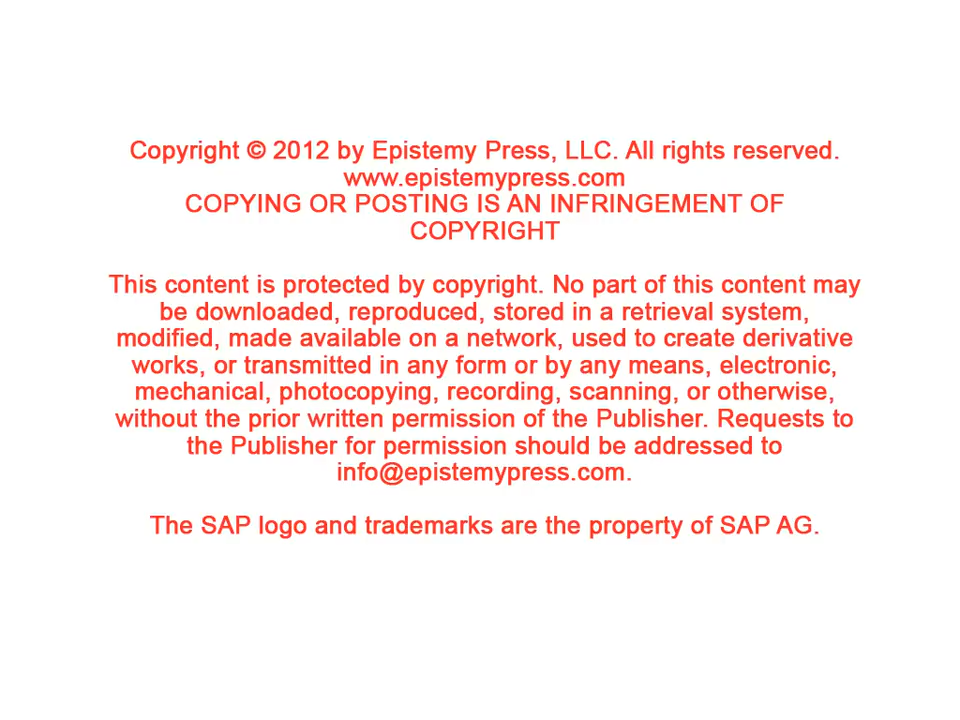 Copyright © 2012 by Epistemy Press, LLC. All rights reserved.
www.epistemypress.com
COPYING OR POSTING IS AN INFRINGEMENT OF
COPYRIGHT
This content is protected by copyright. No part of this content may
be downloaded, reproduced, stored in a retrieval system,
modified, made available on a network, used to create derivative
works, or transmitted in any form or by any means, electronic,
mechanical, photocopying, recording, scanning, or otherwise,
without the prior written permission of the Publisher. Requests to
the Publisher for permission should be addressed to
info@epistemypress.com.
The SAP logo and trademarks are the property of SAP AG.